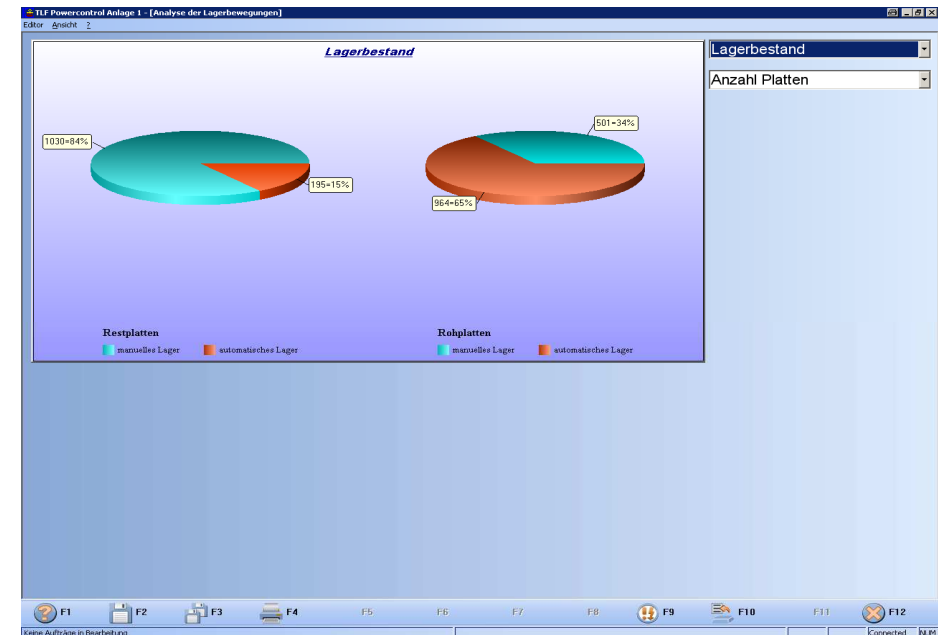 TLF Powercontrol Anlage 1 - [Analyse der Lagerbewegungen]
Editor Ansicht ?
Lagerbestand
Lagerbestand
Anzahl Platten
1030=84%
195=15%
501=34%
964=65%
Restplatten
manuelles Lager automatisches Lager
Rohplatten
manuelles Lager automatisches Lager
F1 F2 F3 F4 F5 F6 F7 F8 F9 F10 F11 F12
Keine Aufträge in Bearbeitung Connected NUM